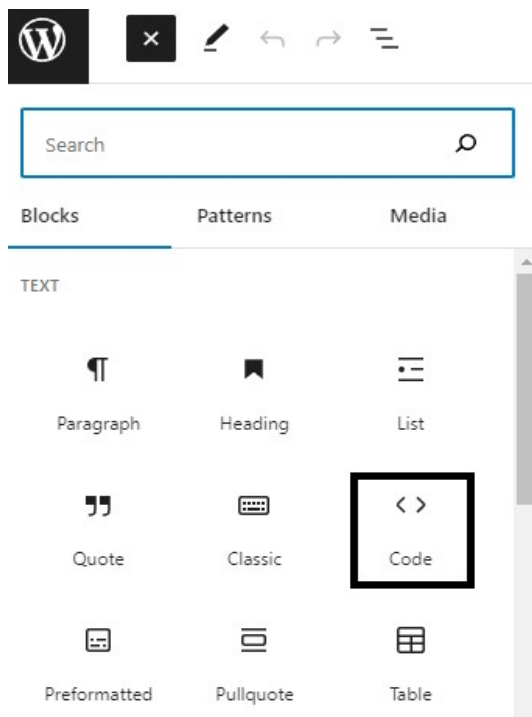 Search
Blocks Patterns Media
TEXT
Paragraph Heading List
Quote Classic Code
Preformatted Pullquote Table